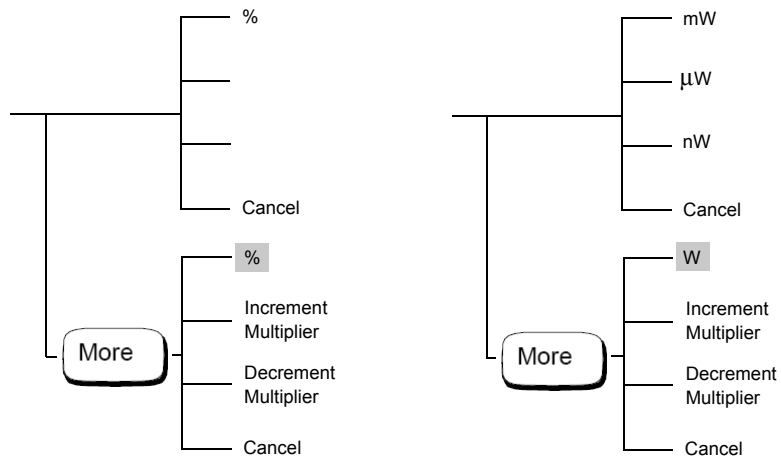 %
Cancel
%
Increment
Multiplier
More
Decrement
Multiplier
Cancel
mW
μW
nW
Cancel
W
Increment
Multiplier
More
Decrement
Multiplier
Cancel